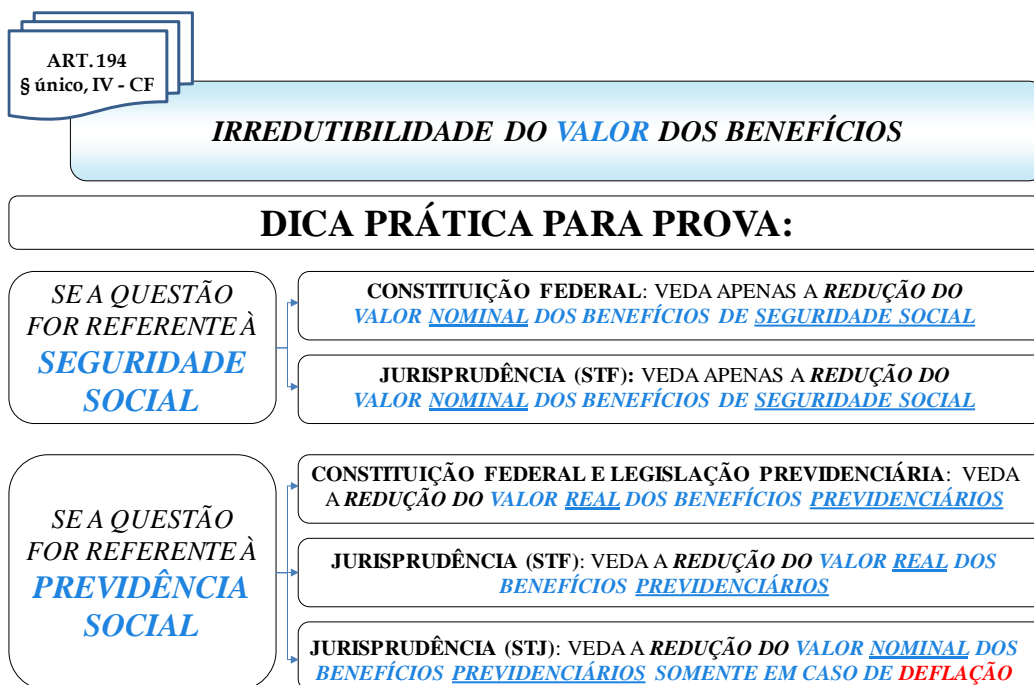 ART. 194
§ único, IV - CF
IRREDUTIBILIDADE DO VALOR DOS BENEFÍCIOS
DICA PRÁTICA PARA PROVA:
SE A QUESTÃO
FOR REFERENTE À
SEGURIDADE
SOCIAL
CONSTITUIÇÃO FEDERAL: VEDA APENAS A REDUÇÃO DO
VALOR NOMINAL DOS BENEFÍCIOS DE SEGURIDADE SOCIAL
JURISPRUDÊNCIA (STF): VEDA APENAS A REDUÇÃO DO
VALOR NOMINAL DOS BENEFÍCIOS DE SEGURIDADE SOCIAL
SE A QUESTÃO
FOR REFERENTE À
PREVIDÊNCIA
SOCIAL
CONSTITUIÇÃO FEDERAL E LEGISLAÇÃO PREVIDENCIÁRIA: VEDA
A REDUÇÃO DO VALOR REAL DOS BENEFÍCIOS PREVIDENCIÁRIOS
JURISPRUDÊNCIA (STF): VEDA A REDUÇÃO DO VALOR REAL DOS
BENEFÍCIOS PREVIDENCIÁRIOS
JURISPRUDÊNCIA (STJ): VEDA A REDUÇÃO DO VALOR NOMINAL DOS
BENEFÍCIOS PREVIDENCIÁRIOS SOMENTE EM CASO DE DEFLAÇÃO